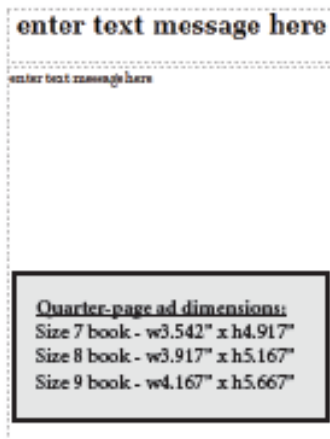 enter text message here
enter text message here
Quarter-page ad dimensions:
Size 7 book - w3.542" x h4.917"
Size 8 book - w3.917" x h5.167"
Size 9 book - w4.167" x h5.667"